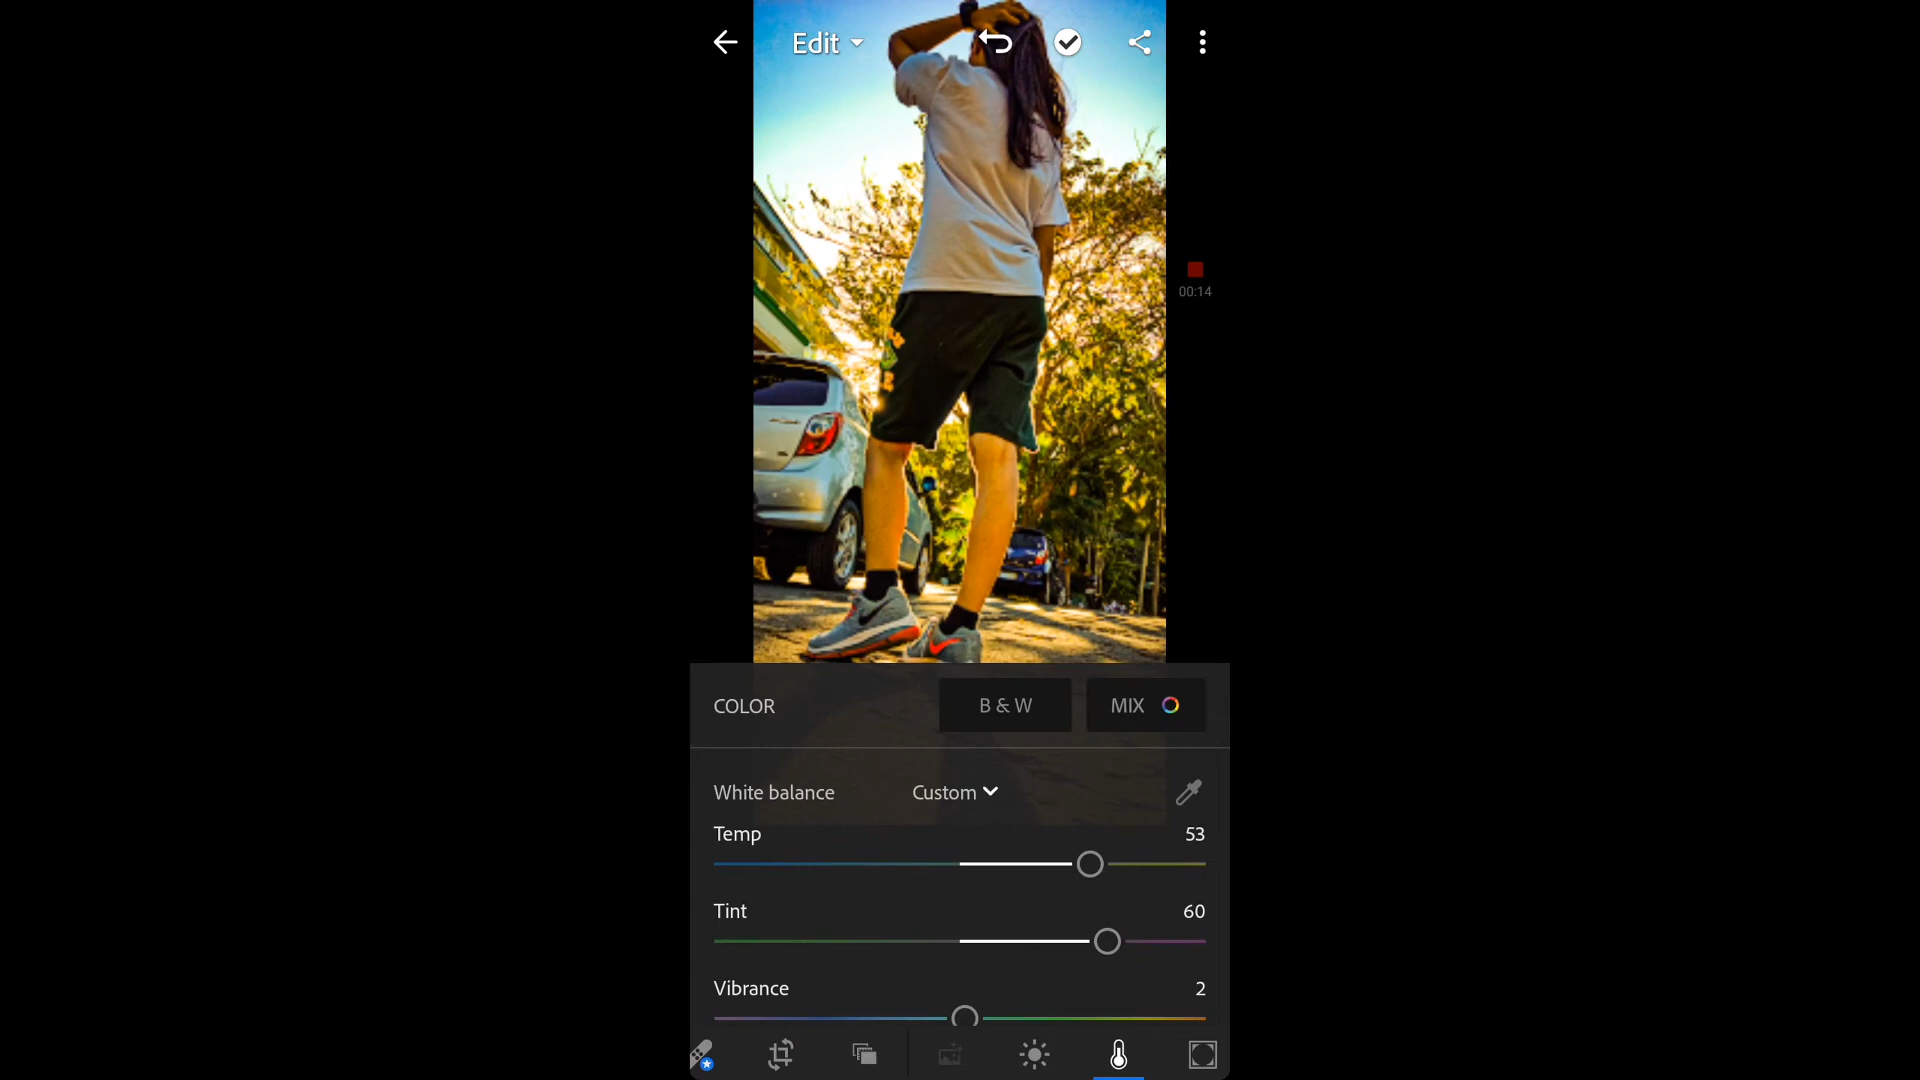 Edit
00:14
COLOR
B & W
MIX
White balance
Custom
Temp
53
Tint
60
Vibrance
2